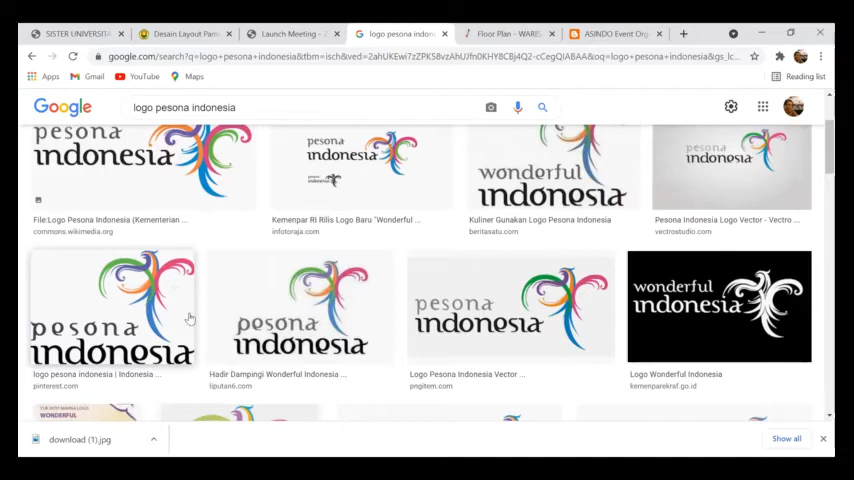 SISTER UNIVERSITA
Desain Layout Pam
Launch Meeting - Z
logo pesona indone
Floor Plan - WARIS
ASINDO Event Org
google.com/search?q=logo+pesona+indonesia&tbm=isch&ved=2ahUKEwi7zZPK58vzAhUJfn0KHY8CBj4Q2-cCegQIABAA&oq=logo+pesona+indonesia&gs_lc...
Apps
Gmail
YouTube
Maps
Reading list
Google
logo pesona indonesia
pesona
indonesia
pesona
indonesia
pesona
indonesia
wonderful
indonesia
pesona
indonesia
File:Logo Pesona Indonesia (Kementerian ...
commons.wikimedia.org
Kemenpar RI Rilis Logo Baru "Wonderful ...
infotoraja.com
Kuliner Gunakan Logo Pesona Indonesia
beritasatu.com
Pesona Indonesia Logo Vector - Vectro ...
vectrostudio.com
pesona
indonesia
pesona
indonesia
pesona
indonesia
wonderful
indonesia
logo pesona indonesia | Indonesia ...
pinterest.com
Hadir Dampingi Wonderful Indonesia ...
liputan6.com
Logo Pesona Indonesia Vector ...
pngitem.com
Logo Wonderful Indonesia
kemenparekraf.go.id
WONDERFUL
download (1).jpg
Show all